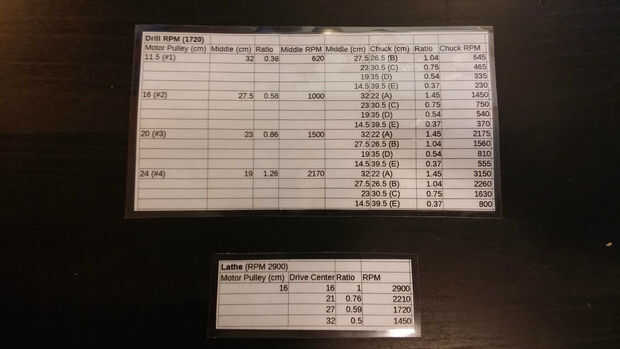 Drill RPM (1720)
Motor Pulley (cm) Middle (cm) Ratio Middle RPM Middle (cm) Chuck (cm) Ratio Chuck RPM
11.5 (#1) 32 0.36 620 27.5 26.5 (B) 1.04 645
23 30.5 (C) 0.75 465
19 35 (D) 0.54 335
14.5 39.5 (E) 0.37 230
16 (#2) 27.5 0.58 1000 32 22 (A) 1.45 1450
23 30.5 (C) 0.75 750
19 35 (D) 0.54 540
14.5 39.5 (E) 0.37 370
20 (#3) 23 0.86 1500 32 22 (A) 1.45 2175
27.5 26.5 (B) 1.04 1560
19 35 (D) 0.54 810
14.5 39.5 (E) 0.37 555
24 (#4) 19 1.26 2170 32 22 (A) 1.45 3150
27.5 26.5 (B) 1.04 2260
23 30.5 (C) 0.75 1630
14.5 39.5 (E) 0.37 800
Lathe (RPM 2900)
Motor Pulley (cm) Drive Center Ratio RPM
16 16 1 2900
21 0.76 2210
27 0.59 1720
32 0.5 1450